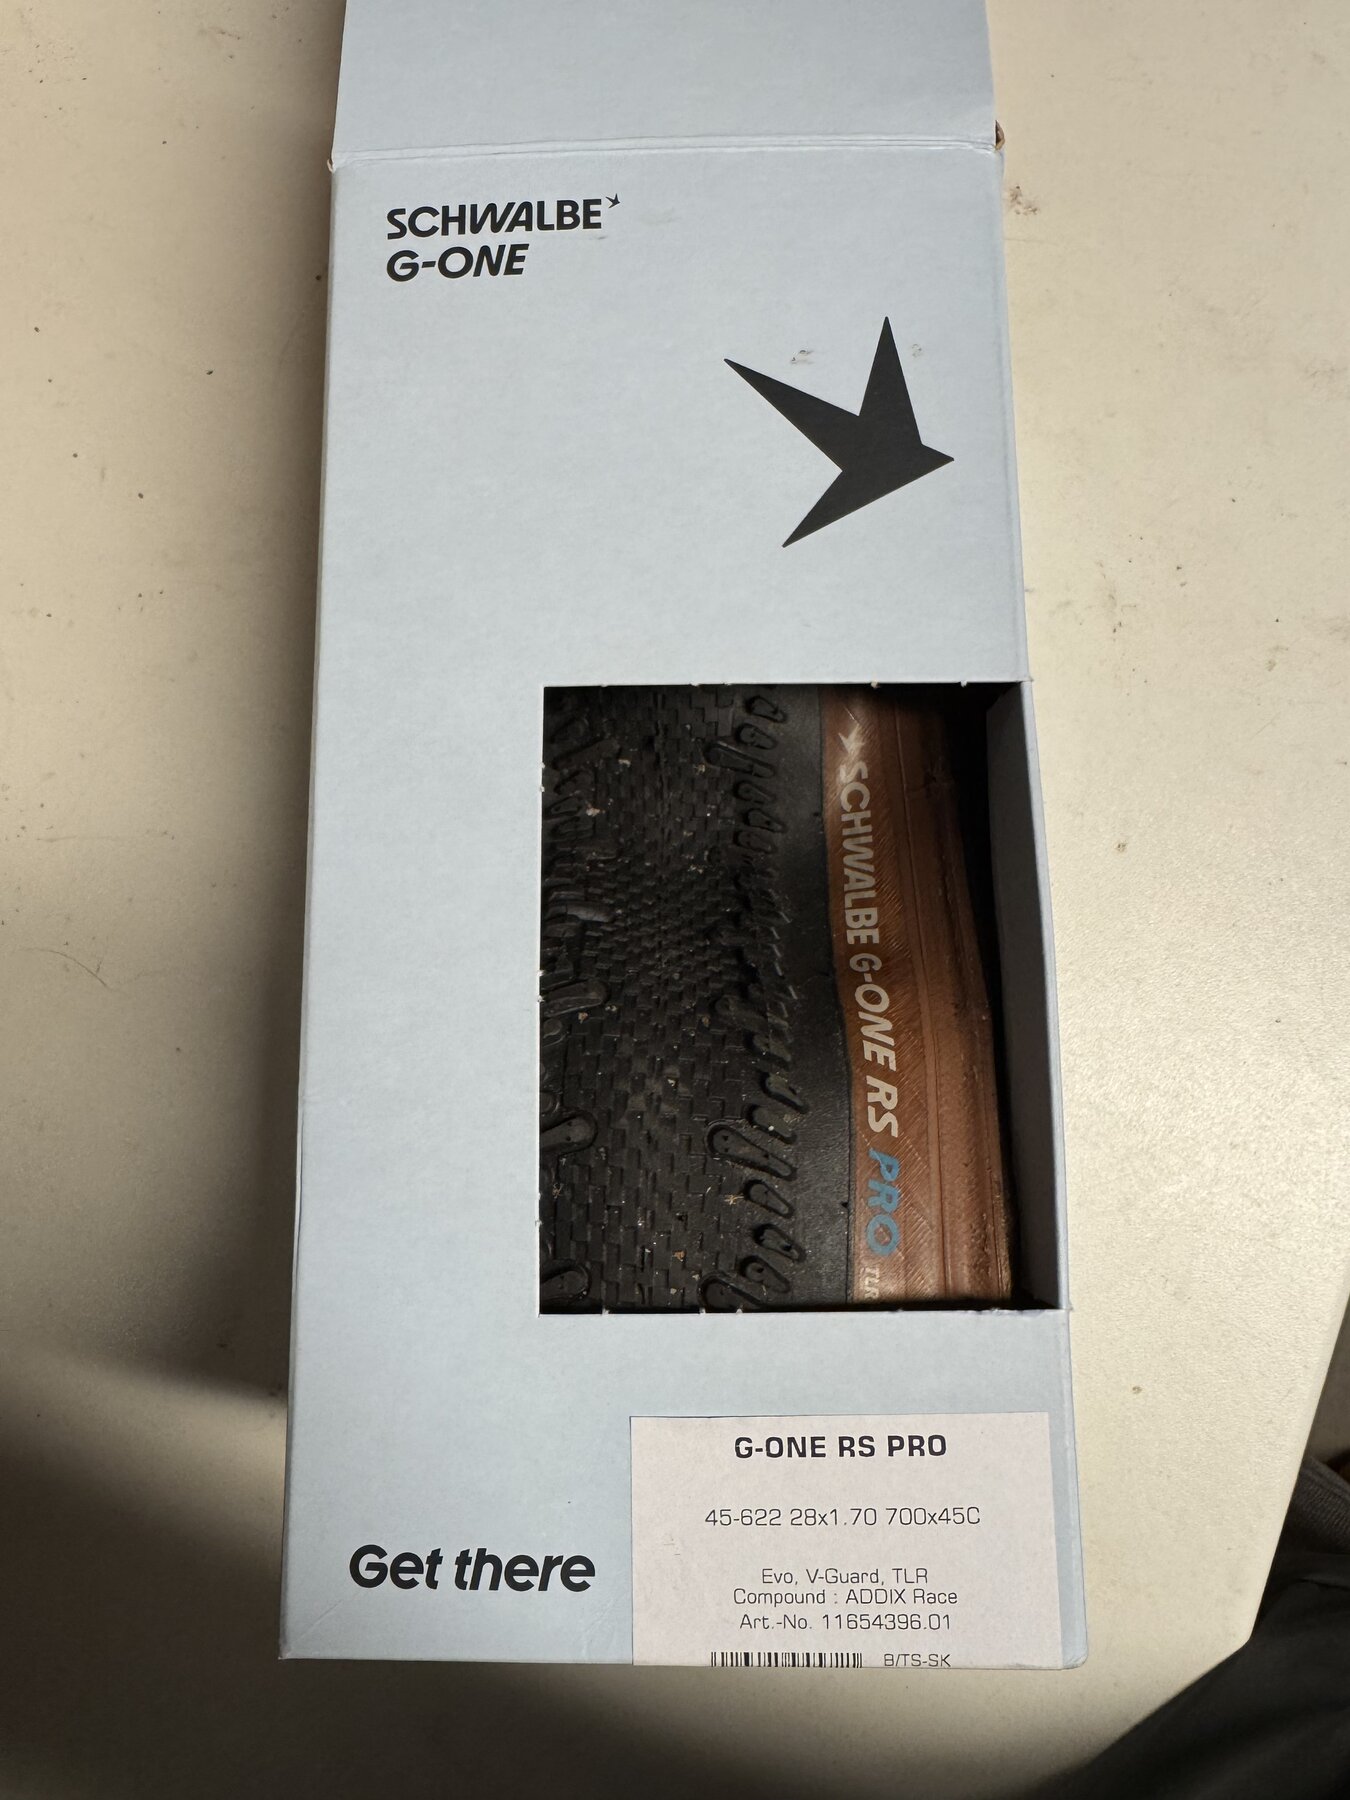 SCHWALBE
G-ONE
SCHWALBE G-ONE RS PRO TLR
G-ONE RS PRO
45-622 28x1.70 700x45C
Evo, V-Guard, TLR
Compound : ADDIX Race
Art.-No. 11654396.01
B/TS-SK
Get there